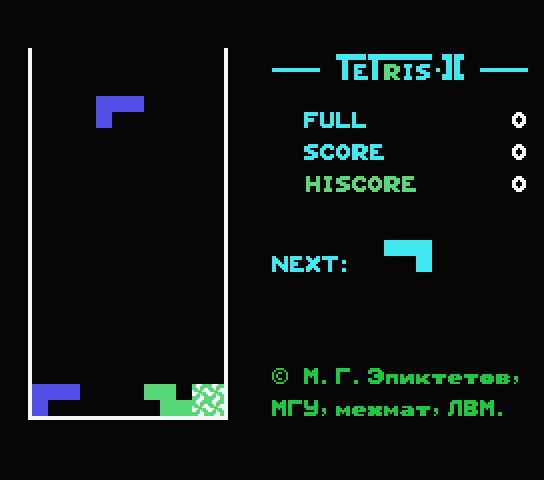 TETRIS·II
FULL 0
SCORE 0
HISCORE 0
NEXT:
© М. Г. Эпиктетов,
МГУ, мехмат, ЛВМ.